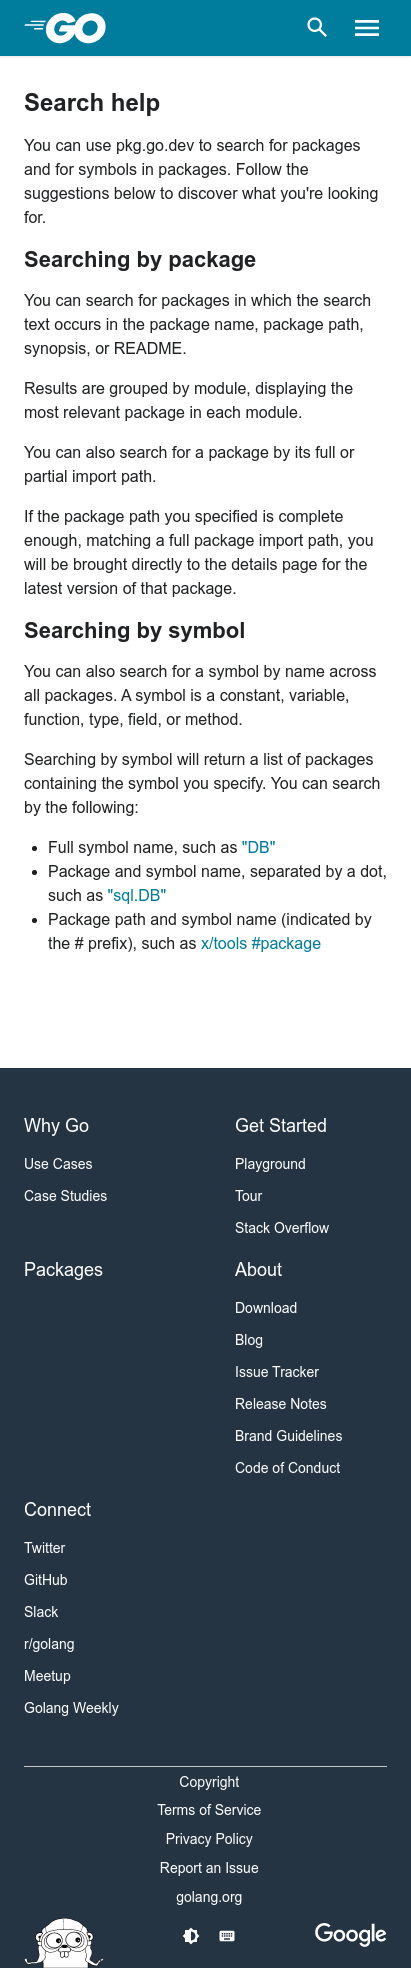 GO
Search help
You can use pkg.go.dev to search for packages
and for symbols in packages. Follow the
suggestions below to discover what you're looking
for.
Searching by package
You can search for packages in which the search
text occurs in the package name, package path,
synopsis, or README.
Results are grouped by module, displaying the
most relevant package in each module.
You can also search for a package by its full or
partial import path.
If the package path you specified is complete
enough, matching a full package import path, you
will be brought directly to the details page for the
latest version of that package.
Searching by symbol
You can also search for a symbol by name across
all packages. A symbol is a constant, variable,
function, type, field, or method.
Searching by symbol will return a list of packages
containing the symbol you specify. You can search
by the following:
• Full symbol name, such as "DB"
• Package and symbol name, separated by a dot,
such as "sql.DB"
• Package path and symbol name (indicated by
the # prefix), such as x/tools #package
Why Go
Use Cases
Case Studies
Get Started
Playground
Tour
Stack Overflow
Packages
About
Download
Blog
Issue Tracker
Release Notes
Brand Guidelines
Code of Conduct
Connect
Twitter
GitHub
Slack
r/golang
Meetup
Golang Weekly
Copyright
Terms of Service
Privacy Policy
Report an Issue
golang.org
Google